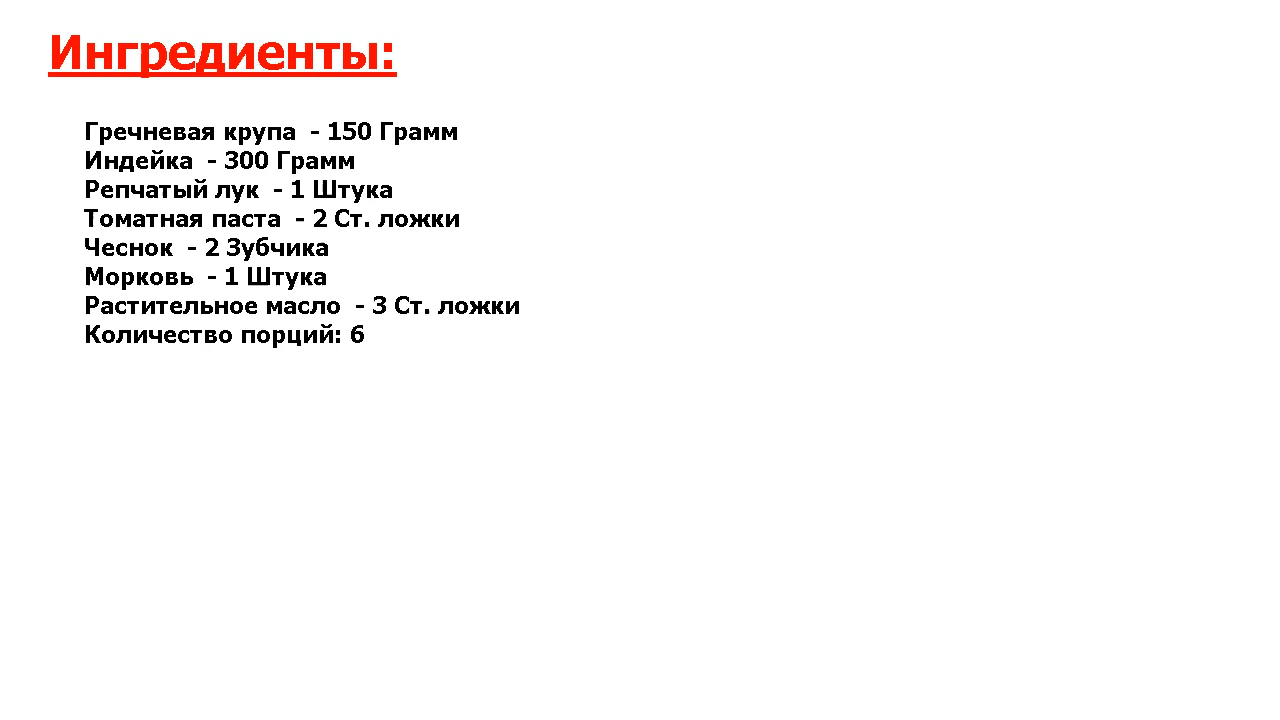 Ингредиенты:
Гречневая крупа  - 150 Грамм
Индейка  - 300 Грамм
Репчатый лук  - 1 Штука
Томатная паста  - 2 Ст. ложки
Чеснок  - 2 Зубчика
Морковь  - 1 Штука
Растительное масло  - 3 Ст. ложки
Количество порций: 6